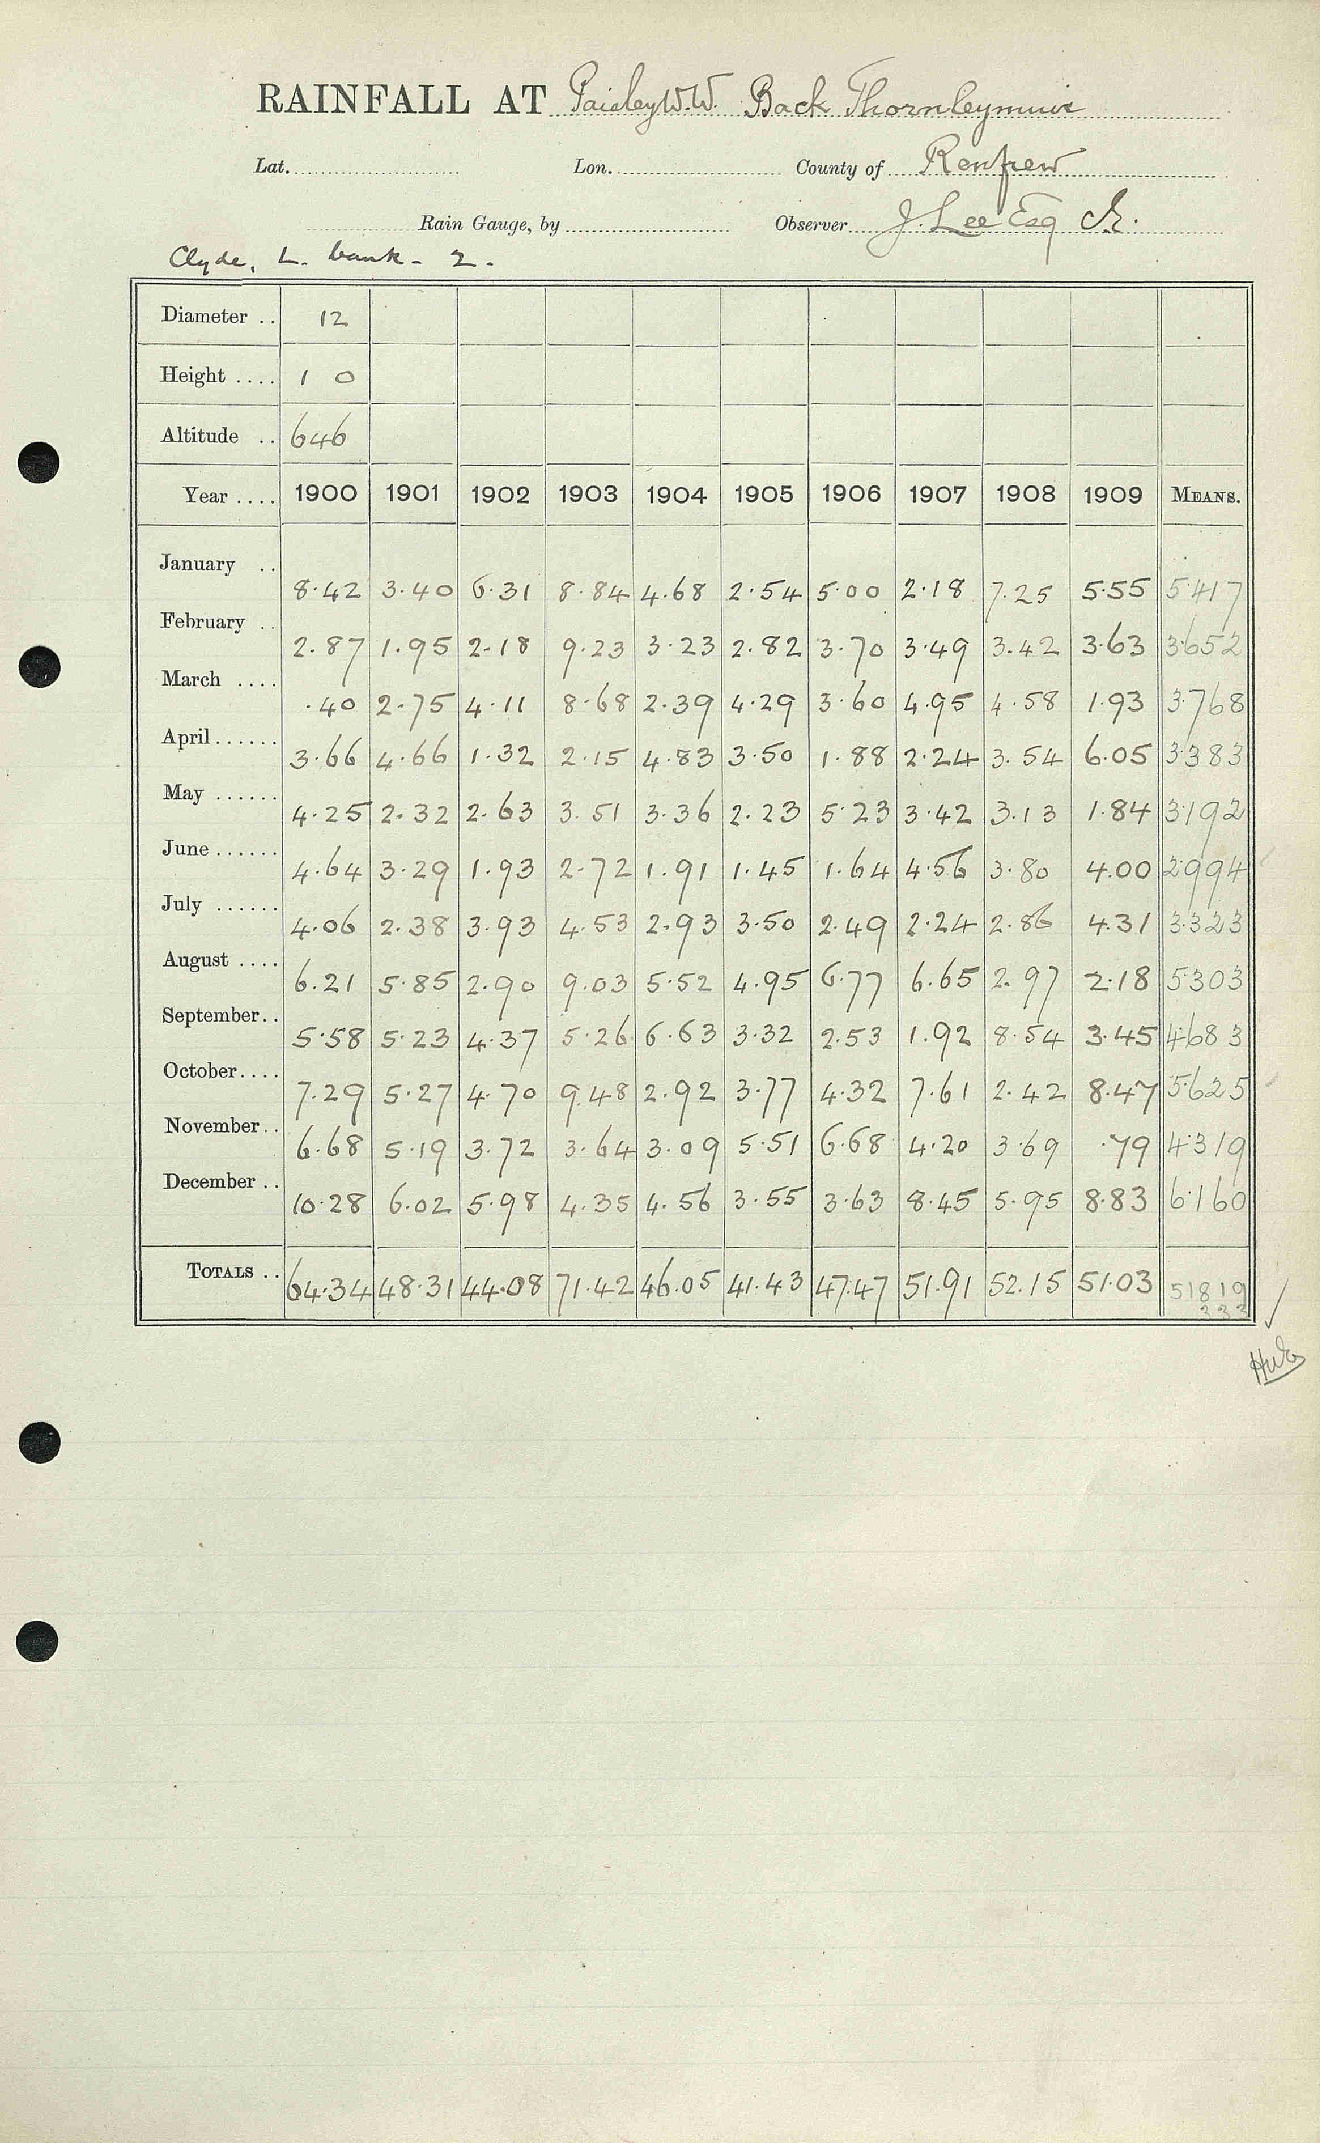 RAINFALL AT Paisley W.W. Back Thornleymuir
Lat. Lon. County of Renfrew
Rain Gauge, by Observer J. Lee Esq
Clyde, L. bank - 2.
Diameter .. 12
Height .... 1 0
Altitude .. 646
Year .... 1900 1901 1902 1903 1904 1905 1906 1907 1908 1909 MEANS.
January .. 8.42 3.40 6.31 8.84 4.68 2.54 5.00 2.18 7.25 5.55 5.417
February .. 2.87 1.95 2.18 9.23 3.23 2.82 3.70 3.49 3.42 3.63 3.652
March .... .40 2.75 4.11 8.68 2.39 4.29 3.60 4.95 4.58 1.93 3.768
April...... 3.66 4.66 1.32 2.15 4.83 3.50 1.88 2.24 3.54 6.05 3.383
May ...... 4.25 2.32 2.63 3.51 3.36 2.23 5.23 3.42 3.13 1.84 3.192
June...... 4.64 3.29 1.93 2.72 1.91 1.45 1.64 4.56 3.80 4.00 2.994
July ...... 4.06 2.38 3.93 4.53 2.93 3.50 2.49 2.24 2.86 4.31 3.323
August .... 6.21 5.85 2.90 9.03 5.52 4.95 6.77 6.65 2.97 2.18 5.303
September.. 5.58 5.23 4.37 5.26 6.63 3.32 2.53 1.92 8.54 3.45 4.683
October.... 7.29 5.27 4.70 9.48 2.92 3.77 4.32 7.61 2.42 8.47 5.625
November.. 6.68 5.19 3.72 3.64 3.09 5.51 6.68 4.20 3.69 .79 4.319
December .. 10.28 6.02 5.98 4.35 4.56 3.55 3.63 8.45 5.95 8.83 6.160
TOTALS .. 64.34 48.31 44.08 71.42 46.05 41.43 47.47 51.91 52.15 51.03 51819
333